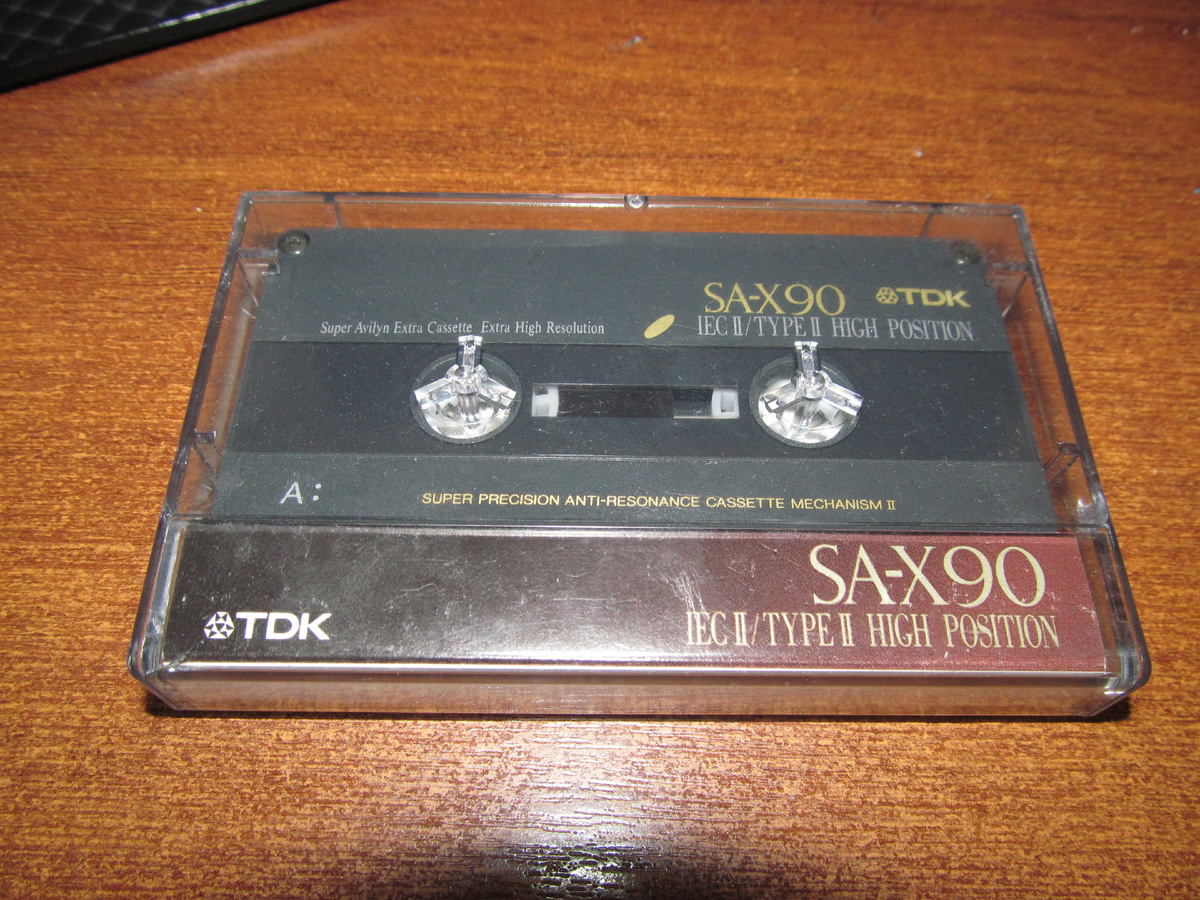 SA-X90 TDK
Super Avilyn Extra Cassette Extra High Resolution
IEC II/TYPE II HIGH POSITION
A:
SUPER PRECISION ANTI-RESONANCE CASSETTE MECHANISM II
SA-X90
TDK
IEC II/TYPE II HIGH POSITION